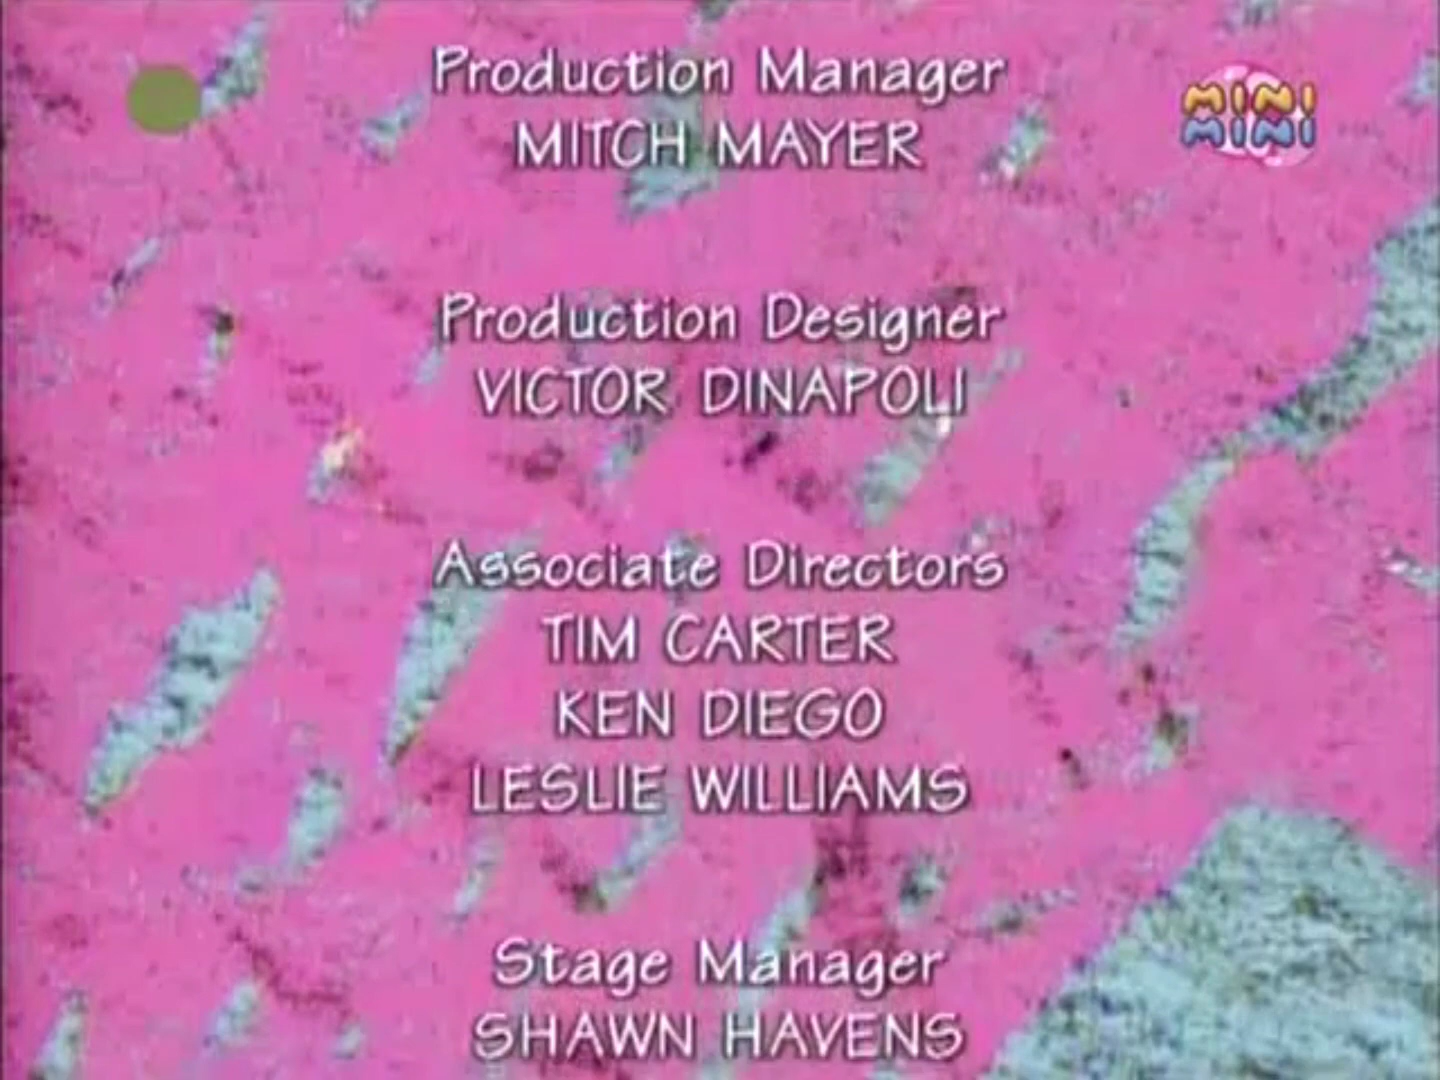 Production Manager
MITCH MAYER
MINI
MINI
Production Designer
VICTOR DINAPOLI
Associate Directors
TIM CARTER
KEN DIEGO
LESLIE WILLIAMS
Stage Manager
SHAWN HAVENS